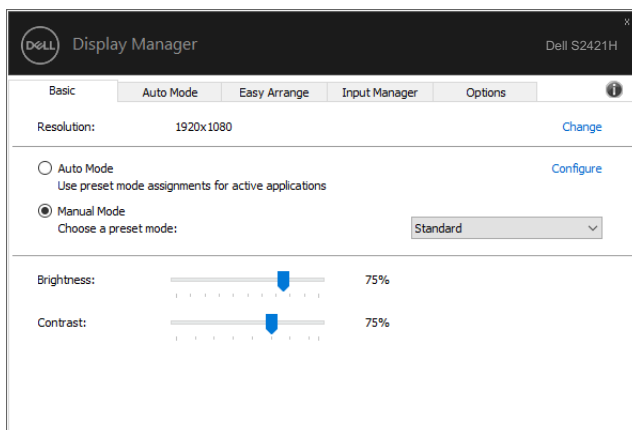 DELL Display Manager
x
Dell S2421H
Basic Auto Mode Easy Arrange Input Manager Options i
Resolution: 1920x1080 Change
Auto Mode Configure
Use preset mode assignments for active applications
Manual Mode
Choose a preset mode: Standard
Brightness: 75%
Contrast: 75%